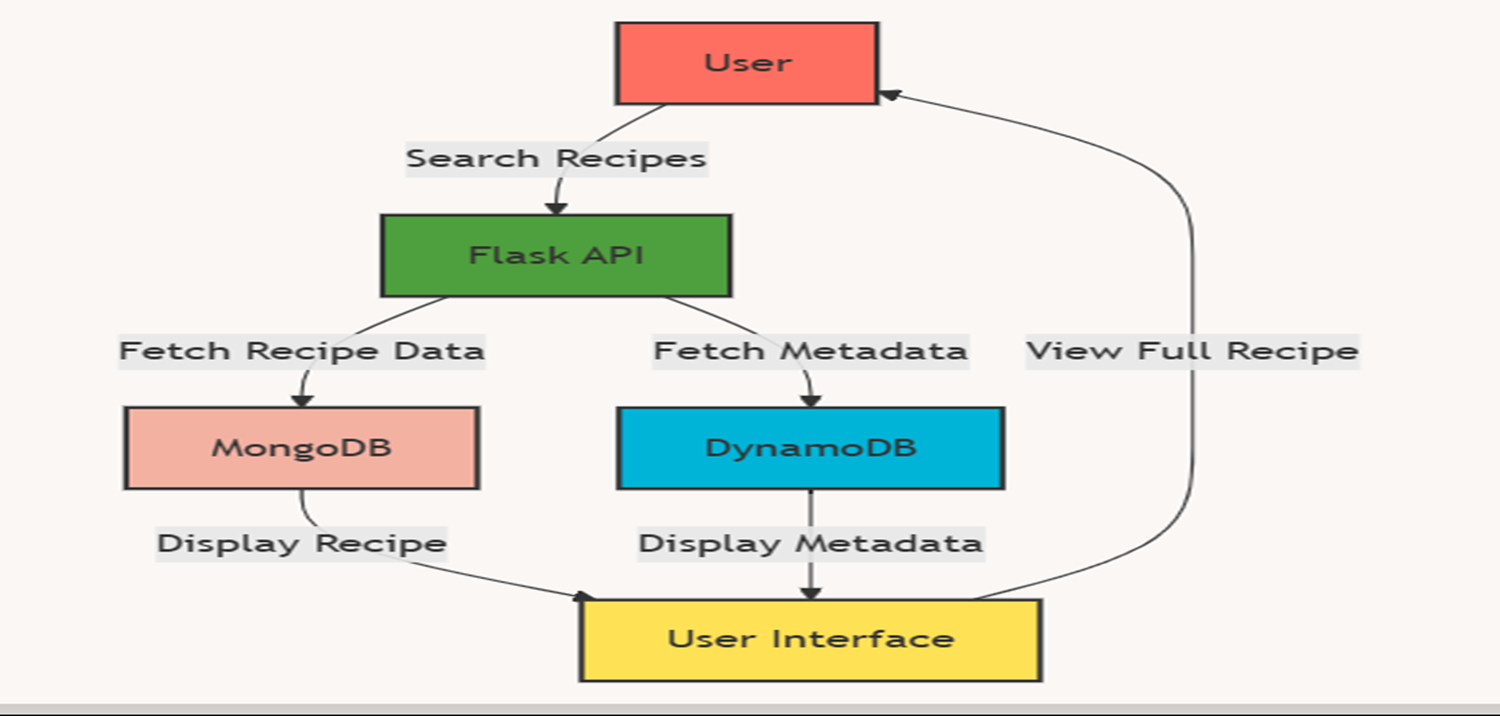 User
Search Recipes
Flask API
Fetch Recipe Data
Fetch Metadata
View Full Recipe
MongoDB
DynamoDB
Display Recipe
Display Metadata
User Interface